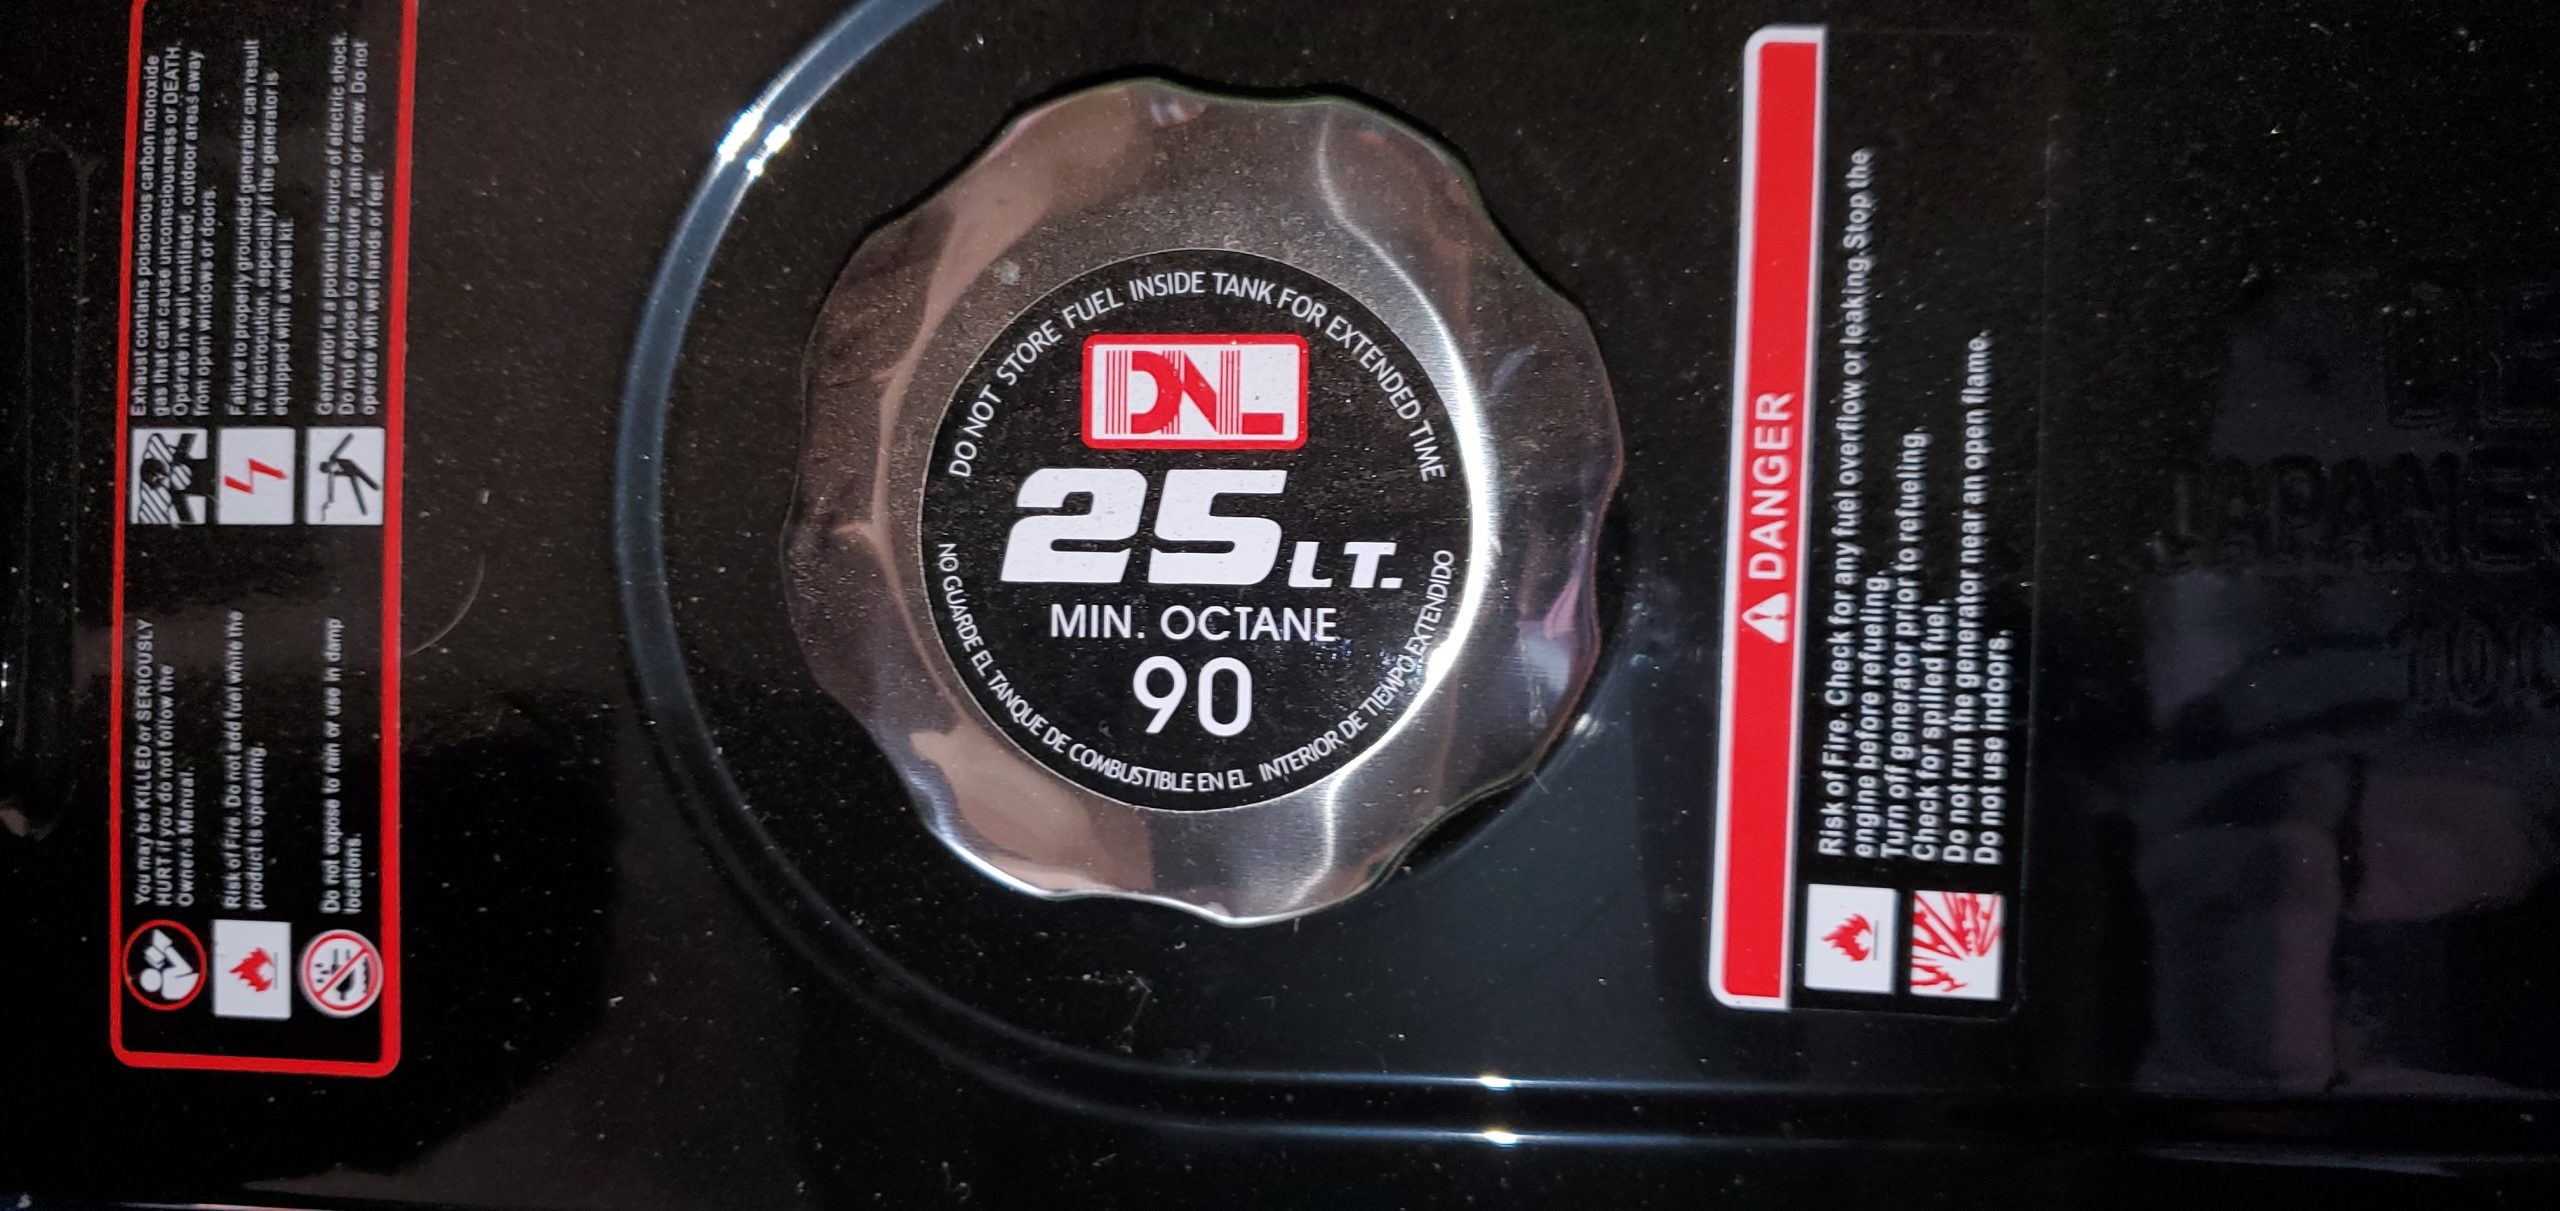 Exhaust contains poisonous carbon monoxide
gas that can cause unconsciousness or DEATH.
Operate in well ventilated, outdoor areas away
from open windows or doors.
Failure to properly grounded generator can result
in electrocution, especially if the generator is
equipped with a wheel kit.
Generator is a potential source of electric shock.
Do not expose to moisture, rain or snow. Do not
operate with wet hands or feet
You may be KILLED or SERIOUSLY
HURT if you do not follow the
Owner's Manual.
Risk of Fire. Do not add fuel while the
product is operating.
Do not expose to rain or use in damp
locations.
DO NOT STORE FUEL INSIDE TANK FOR EXTENDED TIME
DNL
25 LT.
MIN. OCTANE
90
NO GUARDE EL TANQUE DE COMBUSTIBLE EN EL INTERIOR DE TIEMPO EXTENDIDO
DANGER
Risk of Fire. Check for any fuel overflow or leaking.Stop the
engine before refueling.
Turn off generator prior to refueling.
Check for spilled fuel.
Do not run the generator near an open flame.
Do not use indoors.